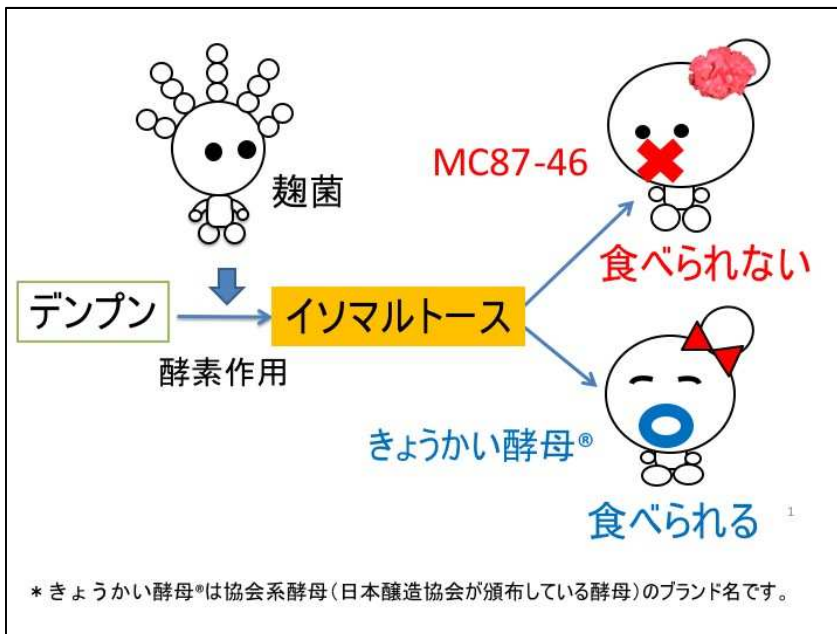 麹菌
MC87-46
食べられない
デンプン
イソマルトース
酵素作用
きょうかい酵母®
食べられる
1
*きょうかい酵母®は協会系酵母(日本醸造協会が頒布している酵母)のブランド名です。